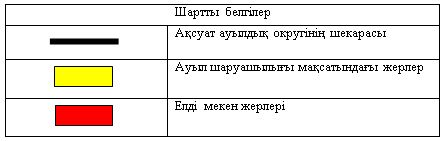 Шартты белгілер
Ақсуат ауылдық округінің шекарасы
Ауыл шаруашылығы мақсатындағы жерлер
Елді мекен жерлері